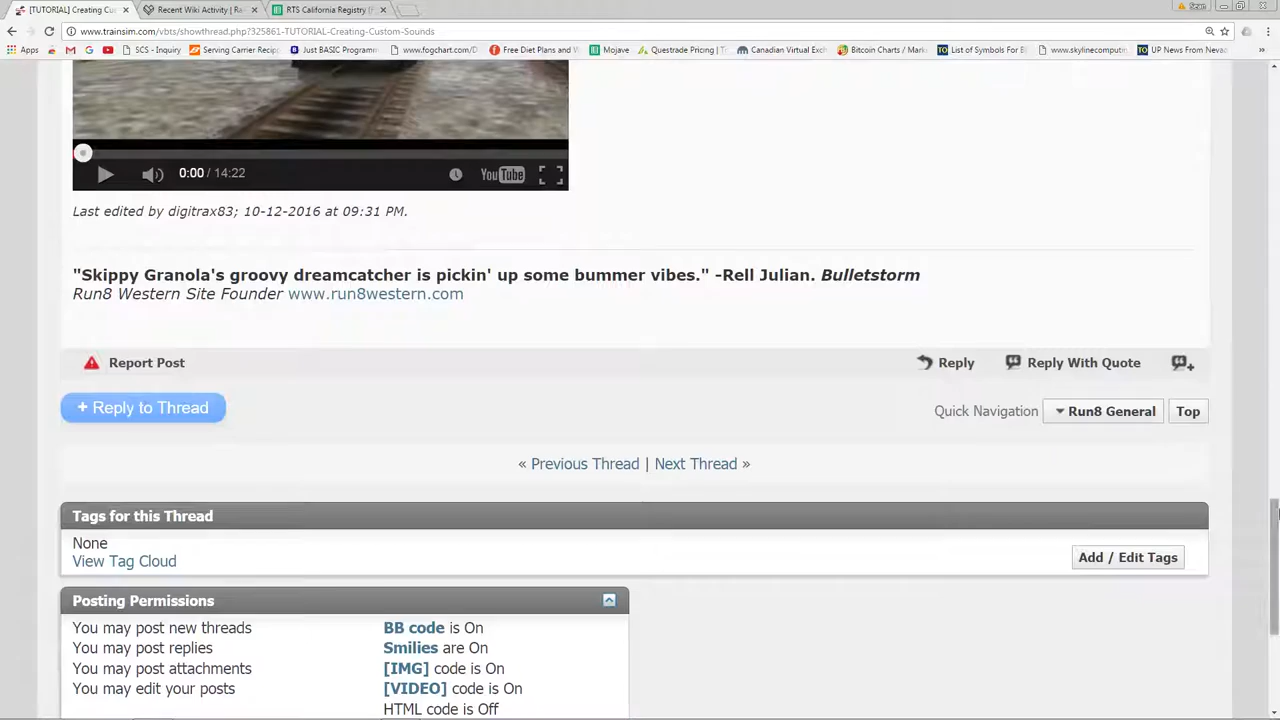 [TUTORIAL] Creating Cus
Recent Wiki Activity | Ra
RTS California Registry (F
www.trainsim.com/vbts/showthread.php?325861-TUTORIAL-Creating-Custom-Sounds
Apps
SCS - Inquiry
Serving Carrier Recip
Just BASIC Programm
www.fogchart.com/D
Free Diet Plans and W
Mojave
Questrade Pricing | T
Canadian Virtual Exch
Bitcoin Charts / Mark
List of Symbols For E
www.skylinecomputin
UP News From Neva
»
0:00 / 14:22
YouTube
Last edited by digitrax83; 10-12-2016 at 09:31 PM.
"Skippy Granola's groovy dreamcatcher is pickin' up some bummer vibes." -Rell Julian. Bulletstorm
Run8 Western Site Founder www.run8western.com
Report Post
Reply
Reply With Quote
+ Reply to Thread
Quick Navigation
Run8 General
Top
« Previous Thread | Next Thread »
Tags for this Thread
None
View Tag Cloud
Add / Edit Tags
Posting Permissions
You may post new threads
You may post replies
You may post attachments
You may edit your posts
BB code is On
Smilies are On
[IMG] code is On
[VIDEO] code is On
HTML code is Off